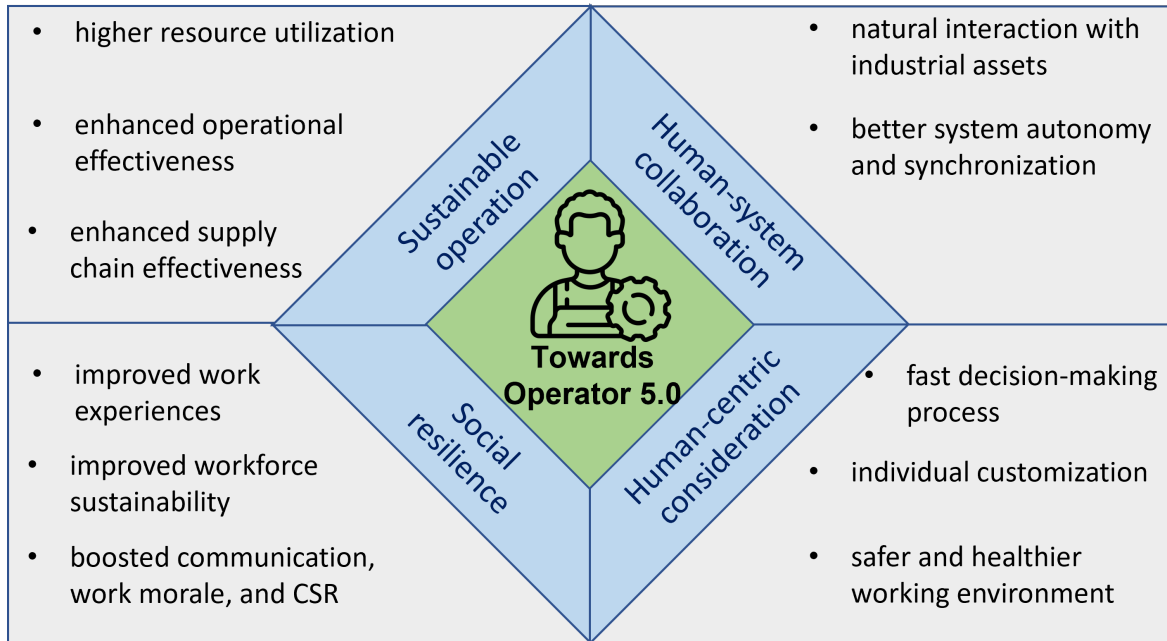 • higher resource utilization
• enhanced operational
effectiveness
• enhanced supply
chain effectiveness
Sustainable
operation
• natural interaction with
industrial assets
• better system autonomy
and synchronization
Human-system
collaboration
Towards
Operator 5.0
• improved work
experiences
• improved workforce
sustainability
• boosted communication,
work morale, and CSR
Social
resilience
• fast decision-making
process
• individual customization
• safer and healthier
working environment
Human-centric
consideration